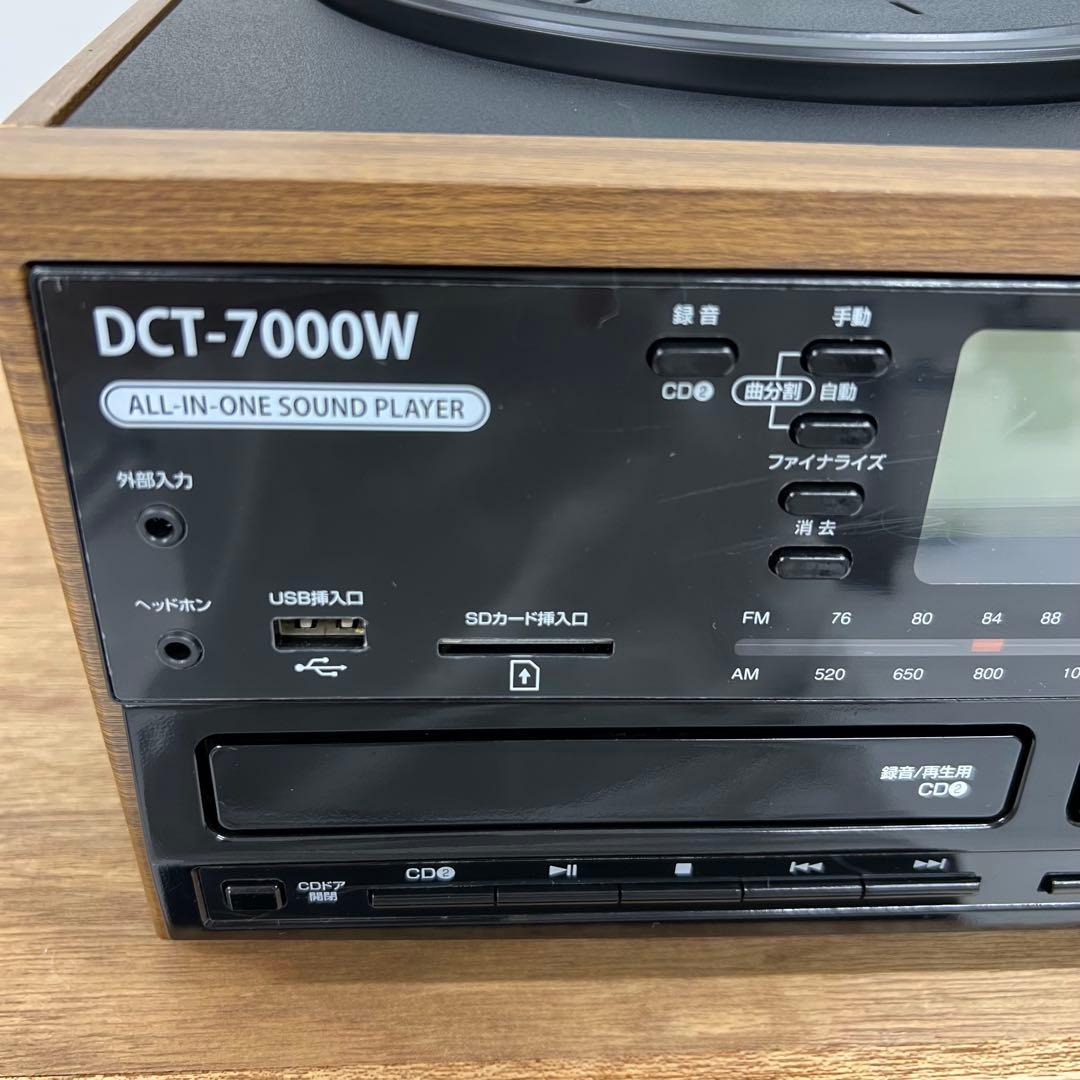 DCT-7000W
ALL-IN-ONE SOUND PLAYER
録音
CD❷
手動
曲分割
自動
ファイナライズ
消去
外部入力
ヘッドホン
USB挿入口
SDカード挿入口
FM 76 80 84 88
AM 520 650 800
録音/再生用
CD❷
CDドア
開閉
CD❷